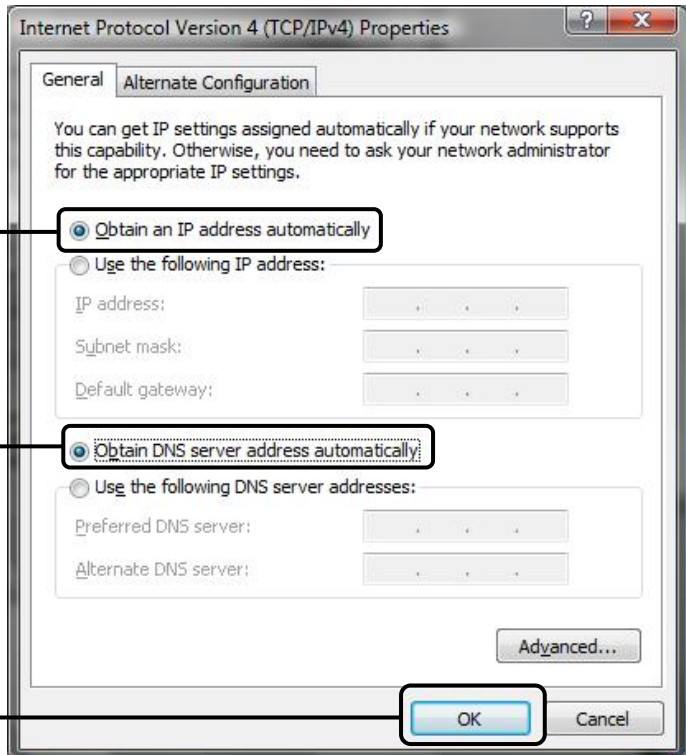 Internet Protocol Version 4 (TCP/IPv4) Properties
General
Alternate Configuration
You can get IP settings assigned automatically if your network supports
this capability. Otherwise, you need to ask your network administrator
for the appropriate IP settings.
Obtain an IP address automatically
Use the following IP address:
IP address:
Subnet mask:
Default gateway:
Obtain DNS server address automatically
Use the following DNS server addresses:
Preferred DNS server:
Alternate DNS server:
Advanced...
OK
Cancel